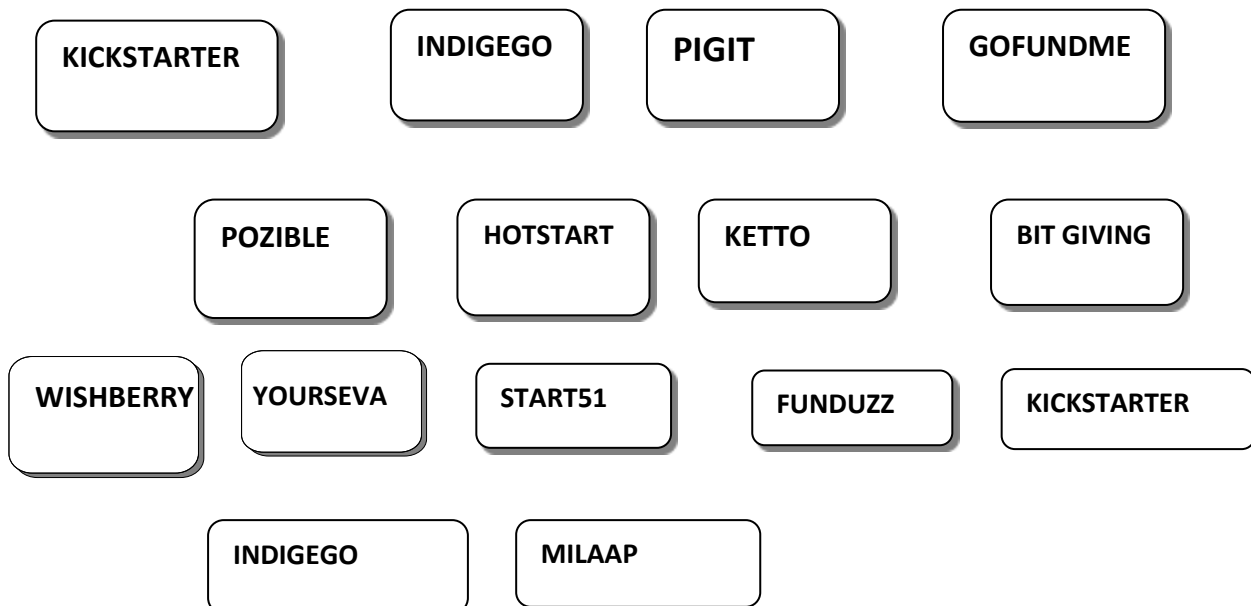 KICKSTARTER
INDIGEGO
PIGIT
GOFUNDME
POZIBLE
HOTSTART
KETTO
BIT GIVING
WISHBERRY
YOURSEVA
START51
FUNDUZZ
KICKSTARTER
INDIGEGO
MILAAP